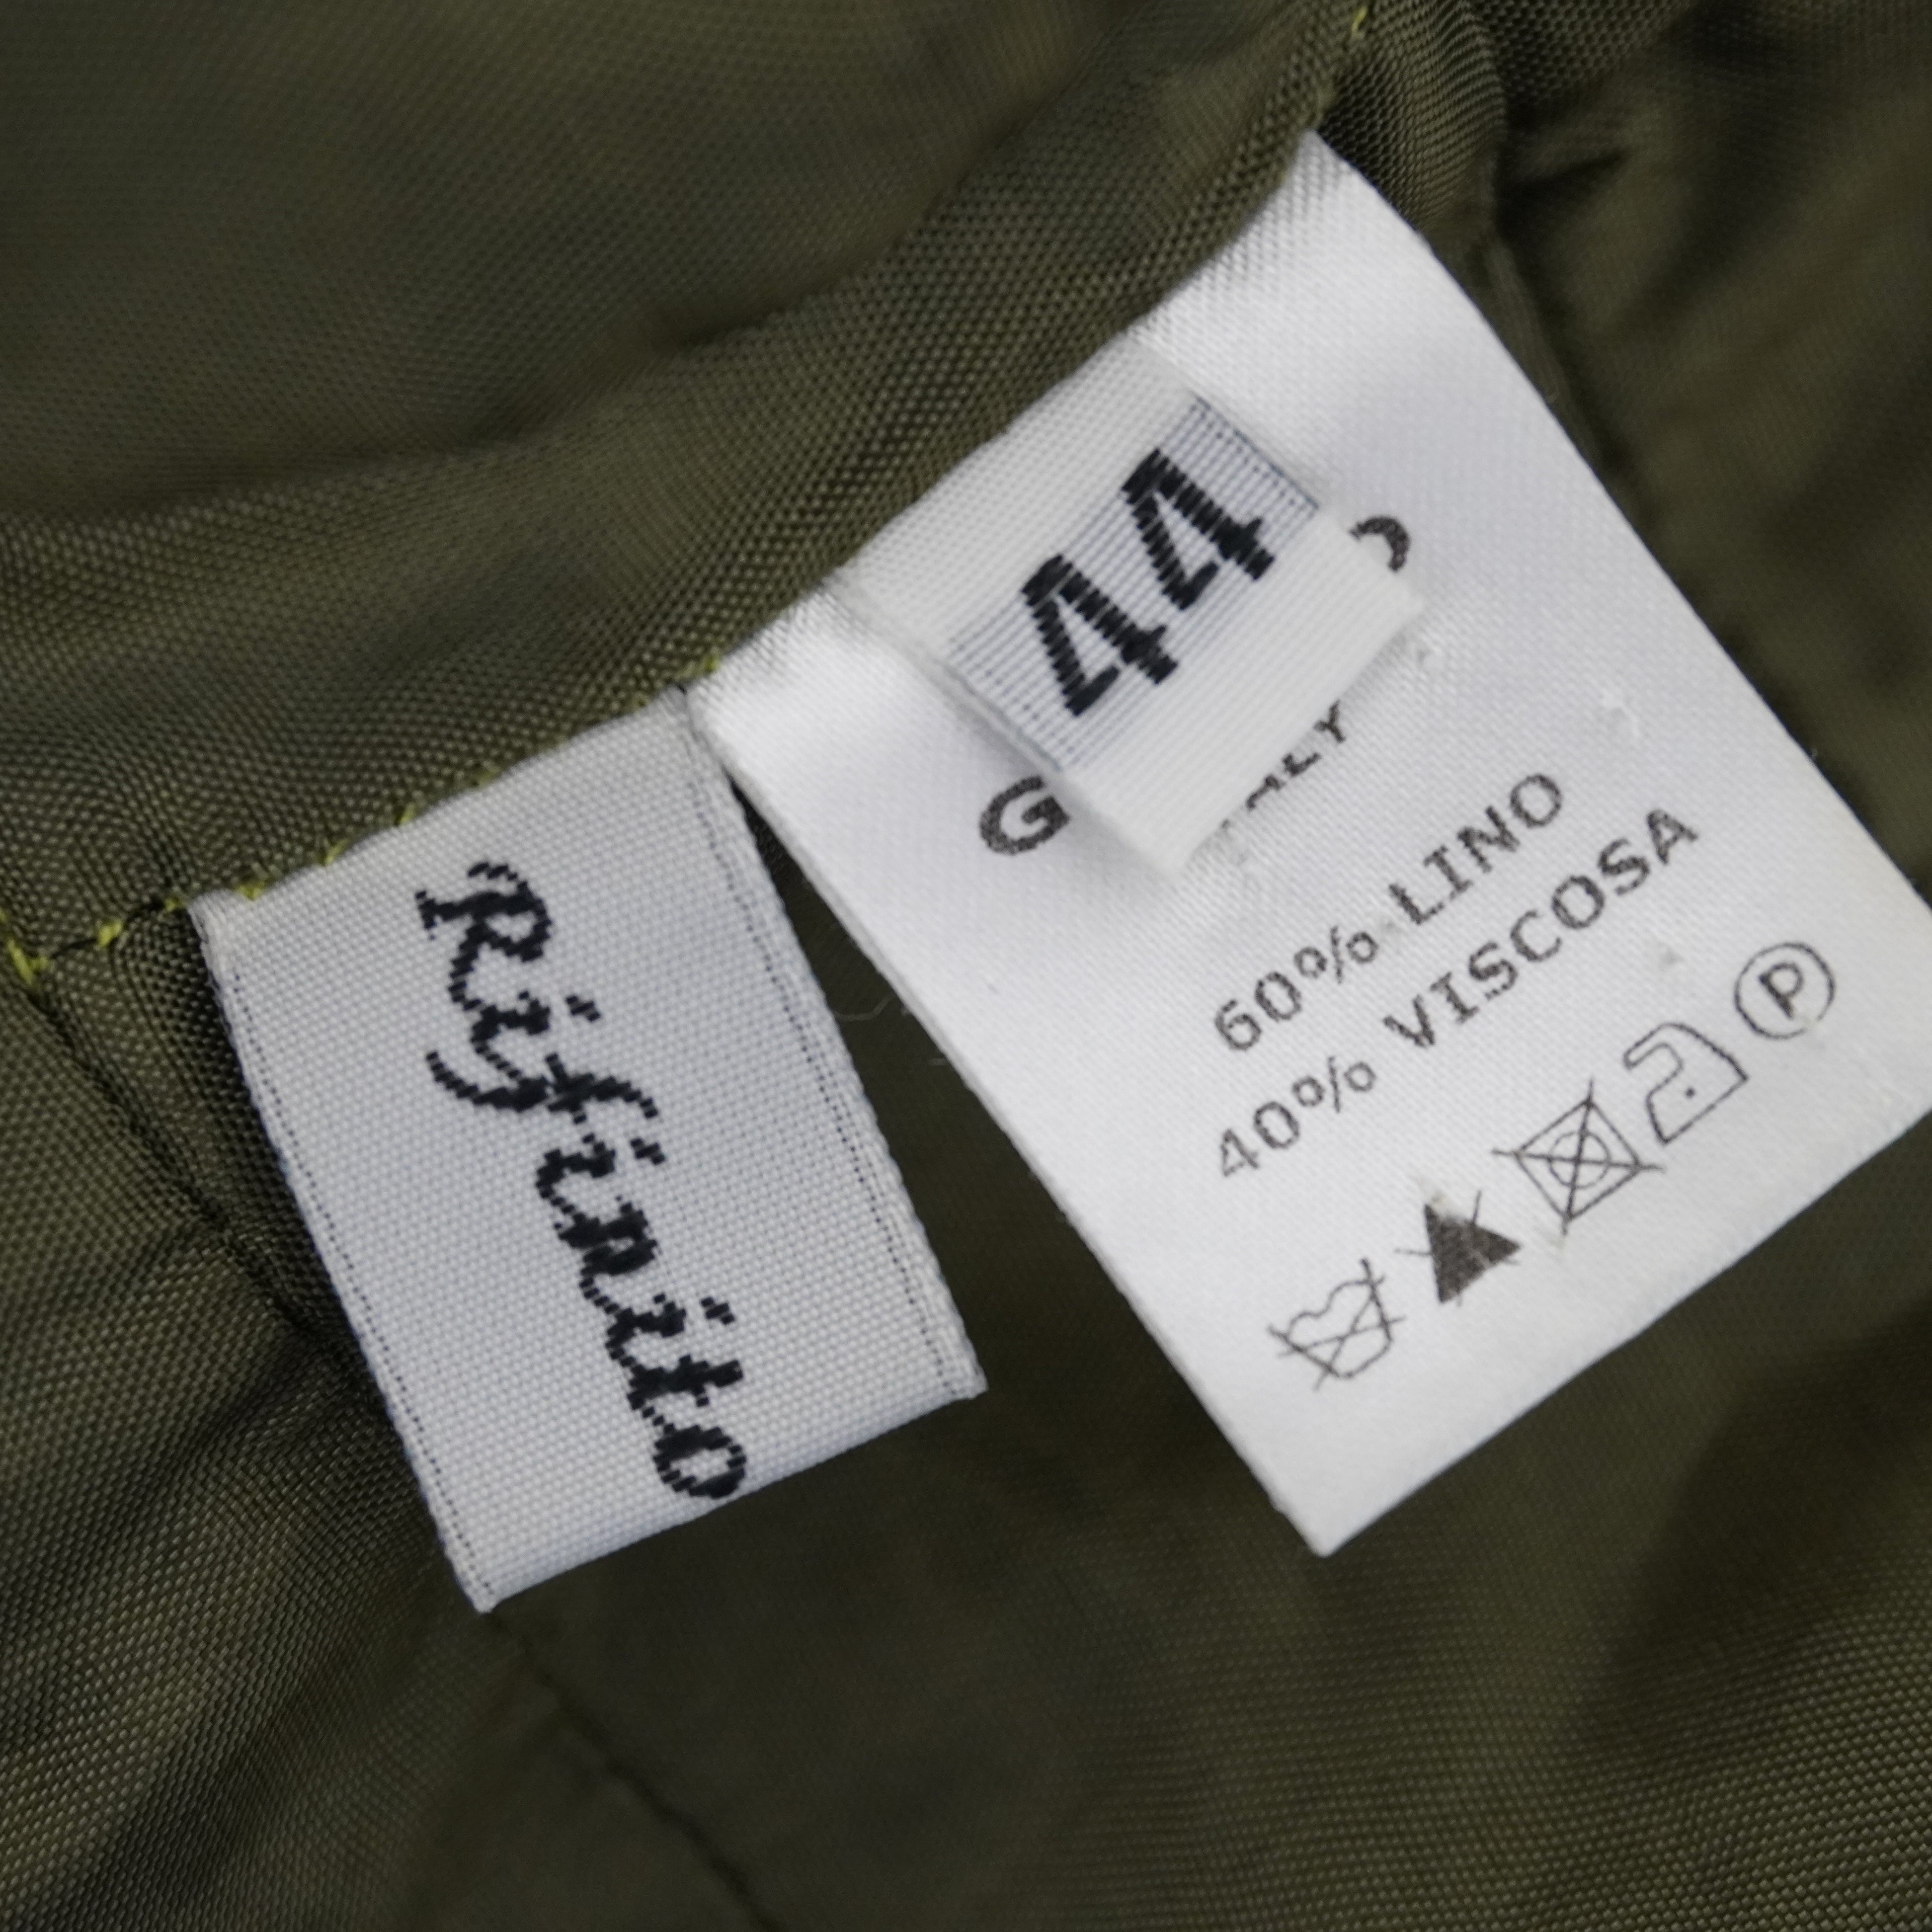 Rifinito
44
60% LINO
40% VISCOSA
P